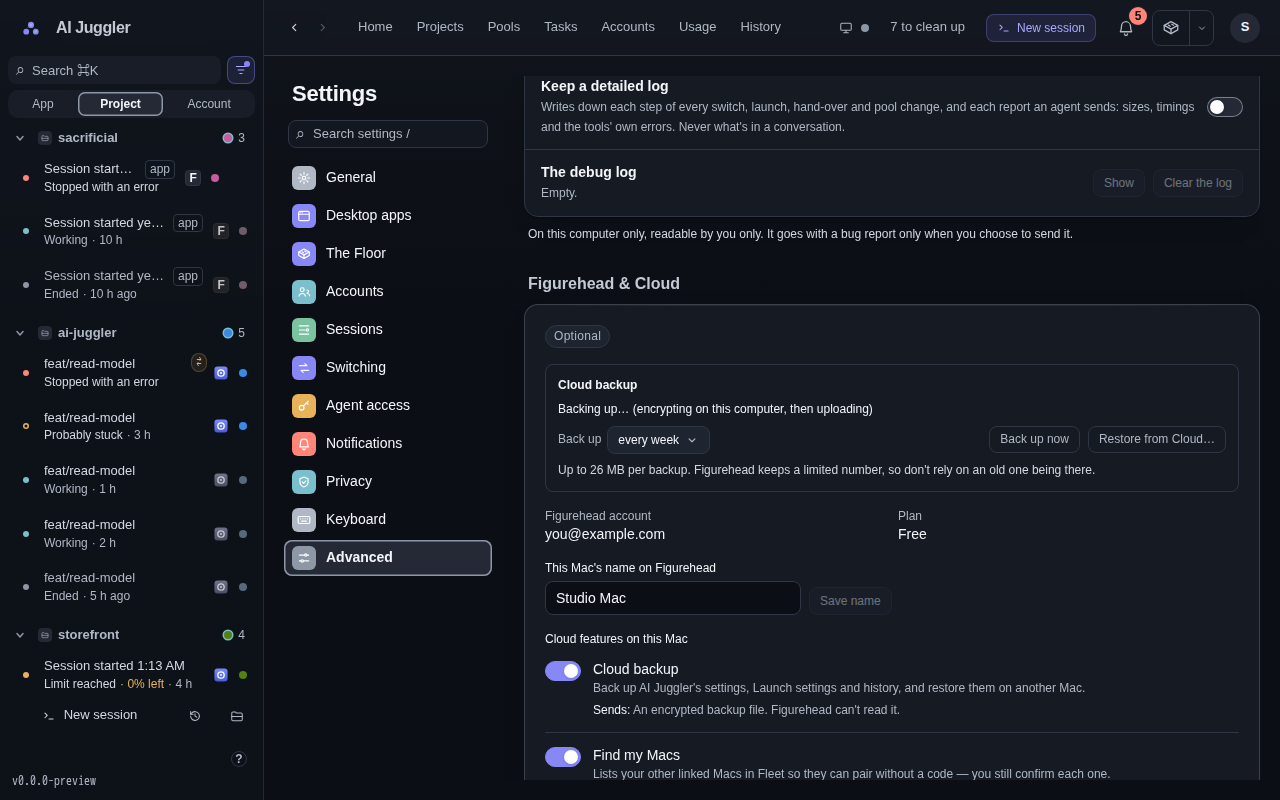 AI Juggler
Search ⌘K
App
Project
Account
sacrificial
3
Session start…
app
F
Stopped with an error
Session started ye…
app
F
Working · 10 h
Session started ye…
app
F
Ended · 10 h ago
ai-juggler
5
feat/read-model
Stopped with an error
feat/read-model
Probably stuck · 3 h
feat/read-model
Working · 1 h
feat/read-model
Working · 2 h
feat/read-model
Ended · 5 h ago
storefront
4
Session started 1:13 AM
Limit reached · 0% left · 4 h
New session
?
v0.0.0-preview
Home
Projects
Pools
Tasks
Accounts
Usage
History
7 to clean up
New session
5
S
Settings
Search settings /
General
Desktop apps
The Floor
Accounts
Sessions
Switching
Agent access
Notifications
Privacy
Keyboard
Advanced
Keep a detailed log
Writes down each step of every switch, launch, hand-over and pool change, and each report an agent sends: sizes, timings
and the tools' own errors. Never what's in a conversation.
The debug log
Empty.
Show
Clear the log
On this computer only, readable by you only. It goes with a bug report only when you choose to send it.
Figurehead & Cloud
Optional
Cloud backup
Backing up… (encrypting on this computer, then uploading)
Back up
every week
Back up now
Restore from Cloud…
Up to 26 MB per backup. Figurehead keeps a limited number, so don't rely on an old one being there.
Figurehead account
Plan
you@example.com
Free
This Mac's name on Figurehead
Studio Mac
Save name
Cloud features on this Mac
Cloud backup
Back up AI Juggler's settings, Launch settings and history, and restore them on another Mac.
Sends: An encrypted backup file. Figurehead can't read it.
Find my Macs
Lists your other linked Macs in Fleet so they can pair without a code — you still confirm each one.